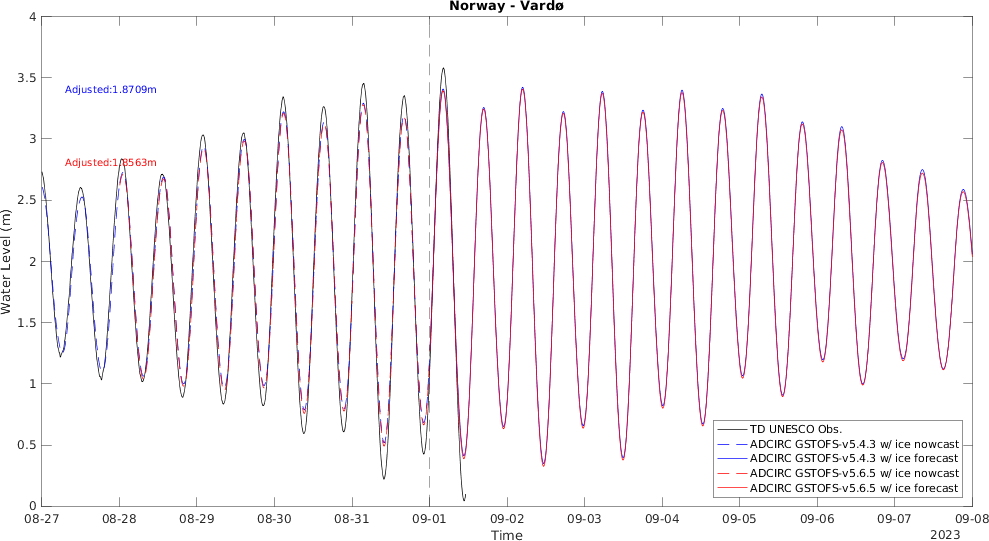 Norway - Vardø
4
3.5
3
2.5
2
1.5
1
0.5
0
Water Level (m)
Adjusted:1.8709m
Adjusted:1.8563m
TD UNESCO Obs.
ADCIRC GSTOFS-v5.4.3 w/ ice nowcast
ADCIRC GSTOFS-v5.4.3 w/ ice forecast
ADCIRC GSTOFS-v5.6.5 w/ ice nowcast
ADCIRC GSTOFS-v5.6.5 w/ ice forecast
08-27 08-28 08-29 08-30 08-31 09-01 09-02 09-03 09-04 09-05 09-06 09-07 09-08
Time
2023